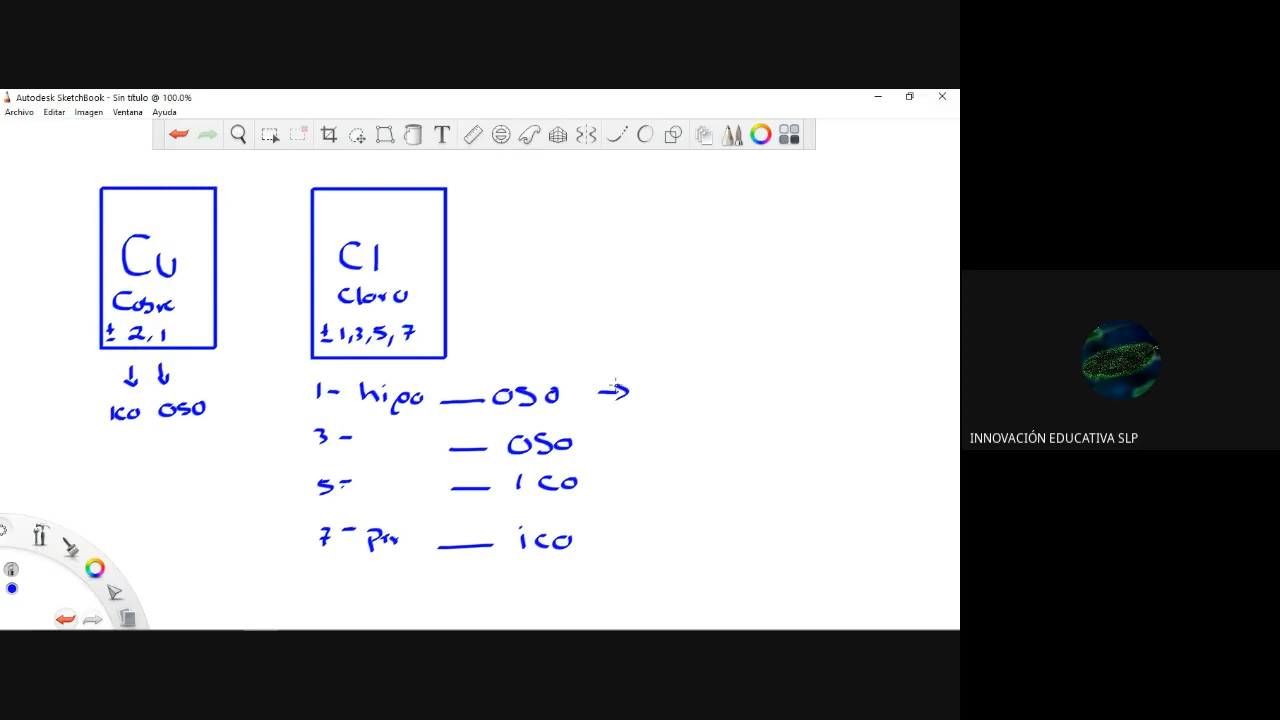 Autodesk SketchBook - Sin título @ 100.0%
Archivo Editar Imagen Ventana Ayuda
T
Cu
Cobre
± 2, 1
↓ ↓
ico oso
Cl
Cloro
± 1, 3, 5, 7
1- hipo __ oso →
3- __ oso
5- __ ico
7- per __ ico
INNOVACIÓN EDUCATIVA SLP